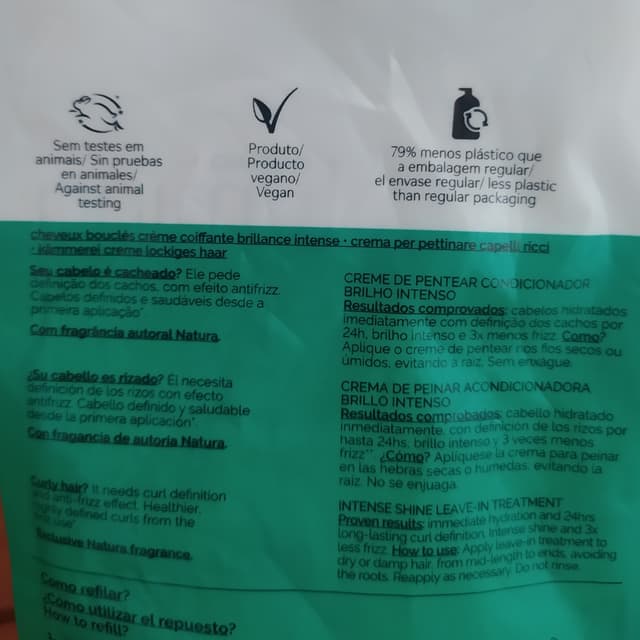 Sem testes em
animais/ Sin pruebas
en animales/
Against animal
testing
Produto/
Producto
vegano/
Vegan
79% menos plástico que
a embalagem regular/
el envase regular/ less plastic
than regular packaging
cheveux bouclés crème coiffante brillance intense · crema per pettinare capelli ricci
· kämmerei creme lockiges haar
Seu cabelo é cacheado? Ele pede
definição dos cachos, com efeito antifrizz.
Cabelos definidos e saudáveis desde a
primeira aplicação*
Com fragrância autoral Natura.
¿Su cabello es rizado? Él necesita
definición de los rizos con efecto
antifrizz. Cabello definido y saludable
desde la primera aplicación*.
Con fragancia de autoría Natura.
Curly hair? It needs curl definition
and anti-frizz effect. Healthier,
highly defined curls from the
use*
Exclusive Natura fragrance.
CREME DE PENTEAR CONDICIONADOR
BRILHO INTENSO
Resultados comprovados: cabelos hidratados
imediatamente com definição dos cachos por
24h, brilho intenso e 3x menos frizz. Como?
Aplique o creme de pentear nos fios secos ou
úmidos, evitando a raiz. Sem enxágue.
CREMA DE PEINAR ACONDICIONADORA
BRILLO INTENSO
Resultados comprobados: cabello hidratado
inmediatamente, con definición de los rizos por
hasta 24hs, brillo intenso y 3 veces menos
frizz**. ¿Cómo? Aplíquese la crema para peinar
en las hebras secas o húmedas, evitando la
raíz. No se enjuaga.
INTENSE SHINE LEAVE-IN TREATMENT
Proven results: immediate hydration and 24hrs
long-lasting curl definition. Intense shine and 3x
less frizz. How to use: Apply leave-in treatment to
dry or damp hair, from mid-length to ends, avoiding
the roots. Reapply as necessary. Do not rinse.
Como refilar?
¿Cómo utilizar el repuesto?
How to refill?